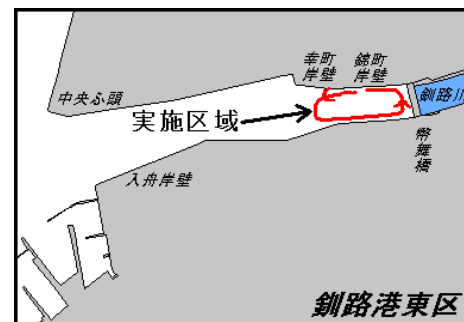 幸町
岸壁
錦町
岸壁
釧路川
中央ふ頭
実施区域
幣舞橋
入舟岸壁
釧路港東区